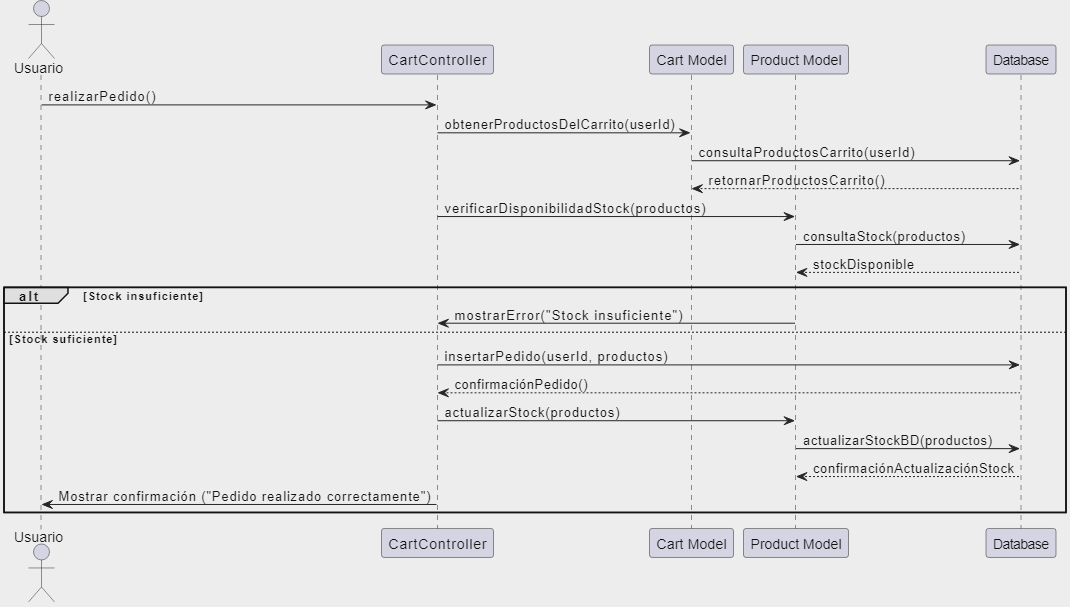 Usuario
CartController
Cart Model
Product Model
Database
realizarPedido()
obtenerProductosDelCarrito(userId)
consultaProductosCarrito(userId)
retornarProductosCarrito()
verificarDisponibilidadStock(productos)
consultaStock(productos)
stockDisponible
alt
[Stock insuficiente]
mostrarError("Stock insuficiente")
[Stock suficiente]
insertarPedido(userId, productos)
confirmaciónPedido()
actualizarStock(productos)
actualizarStockBD(productos)
confirmaciónActualizaciónStock
Mostrar confirmación ("Pedido realizado correctamente")
Usuario
CartController
Cart Model
Product Model
Database